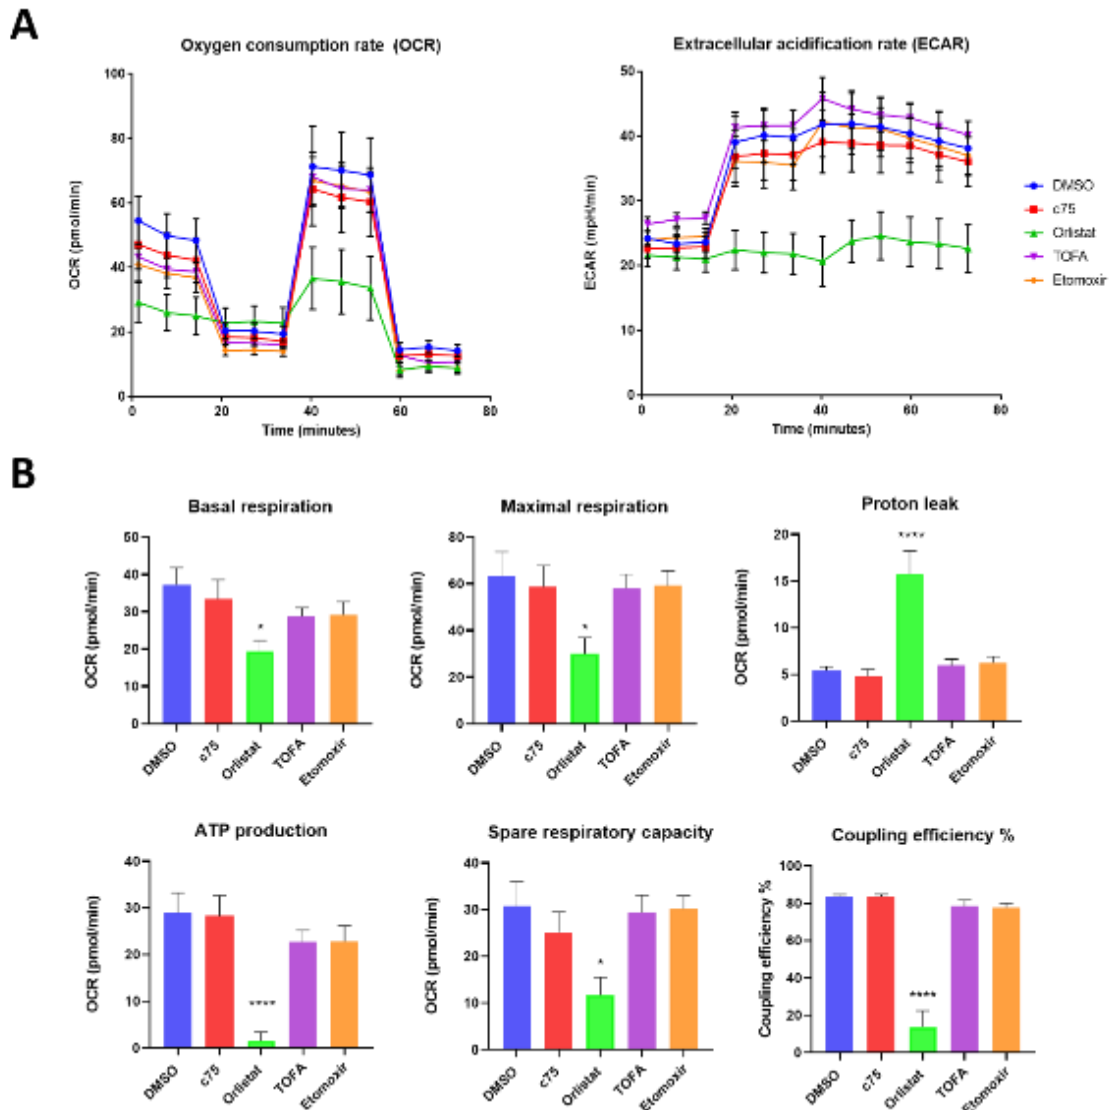 A
Oxygen consumption rate (OCR)
Extracellular acidification rate (ECAR)
100
80
60
40
20
0
OCR (pmol/min)
0 20 40 60 80
Time (minutes)
50
40
30
20
10
0
ECAR (mpH/min)
0 20 40 60 80
Time (minutes)
DMSO
c75
Orlistat
TOFA
Etomoxir
B
Basal respiration
50
40
30
20
10
0
OCR (pmol/min)
*
DMSO c75 Orlistat TOFA Etomoxir
Maximal respiration
80
60
40
20
0
OCR (pmol/min)
*
DMSO c75 Orlistat TOFA Etomoxir
Proton leak
20
15
10
5
0
OCR (pmol/min)
****
DMSO c75 Orlistat TOFA Etomoxir
ATP production
40
30
20
10
0
OCR (pmol/min)
****
DMSO c75 Orlistat TOFA Etomoxir
Spare respiratory capacity
40
30
20
10
0
OCR (pmol/min)
*
DMSO c75 Orlistat TOFA Etomoxir
Coupling efficiency %
100
80
60
40
20
0
Coupling efficiency %
****
DMSO c75 Orlistat TOFA Etomoxir